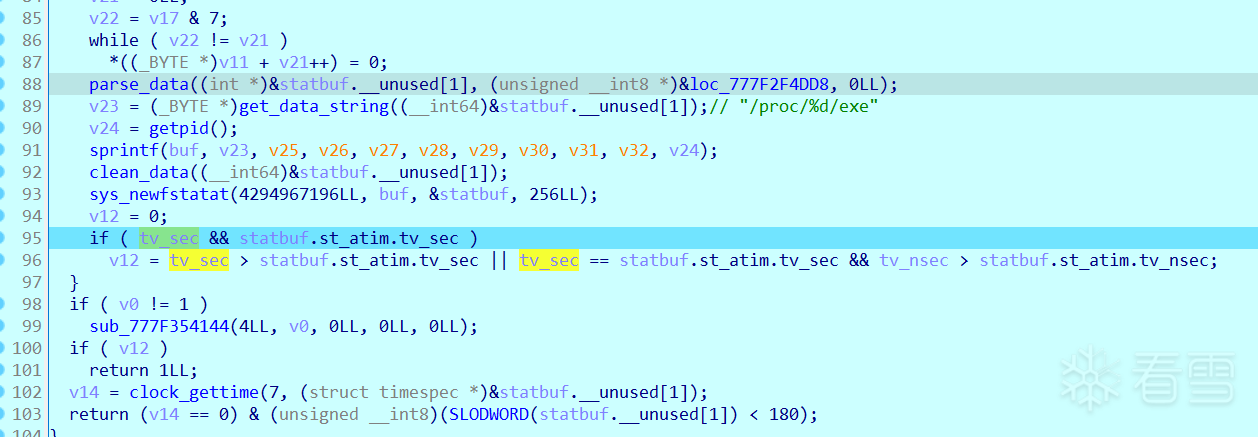 85 v22 = v17 & 7;
86 while ( v22 != v21 )
87 *((_BYTE *)v11 + v21++) = 0;
88 parse_data((int *)&statbuf.__unused[1], (unsigned __int8 *)&loc_777F2F4DD8, 0LL);
89 v23 = (_BYTE *)get_data_string((__int64)&statbuf.__unused[1]);// "/proc/%d/exe"
90 v24 = getpid();
91 sprintf(buf, v23, v25, v26, v27, v28, v29, v30, v31, v32, v24);
92 clean_data((__int64)&statbuf.__unused[1]);
93 sys_newfstatat(4294967196LL, buf, &statbuf, 256LL);
94 v12 = 0;
95 if ( tv_sec && statbuf.st_atim.tv_sec )
96 v12 = tv_sec > statbuf.st_atim.tv_sec || tv_sec == statbuf.st_atim.tv_sec && tv_nsec > statbuf.st_atim.tv_nsec;
97 }
98 if ( v0 != 1 )
99 sub_777F354144(4LL, v0, 0LL, 0LL, 0LL);
100 if ( v12 )
101 return 1LL;
102 v14 = clock_gettime(7, (struct timespec *)&statbuf.__unused[1]);
103 return (v14 == 0) & (unsigned __int8)(SLODWORD(statbuf.__unused[1]) < 180);
看雪